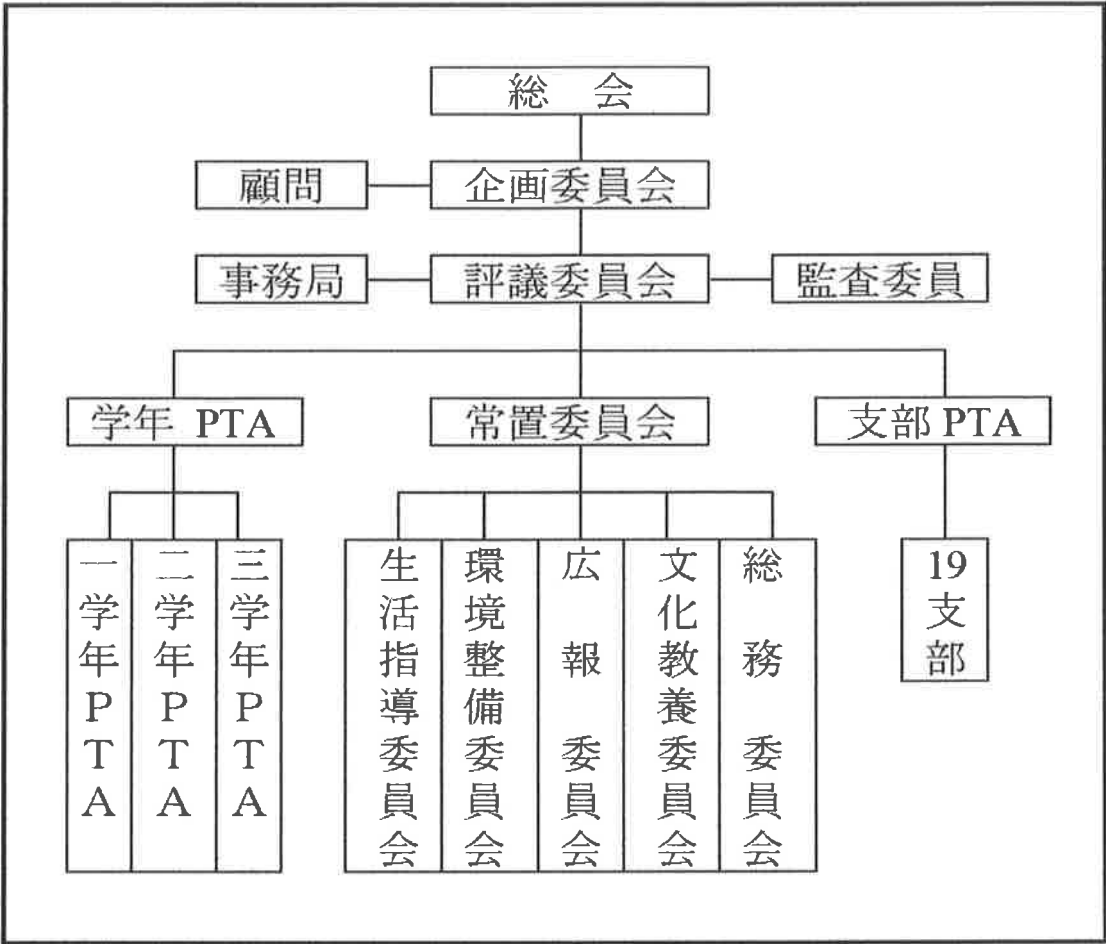 総 会
顧問
企画委員会
事務局
評議委員会
監査委員
学年 PTA
常置委員会
支部 PTA
一学年PTA
二学年PTA
三学年PTA
生活指導委員会
環境整備委員会
広報委員会
文化教養委員会
総務委員会
19支部